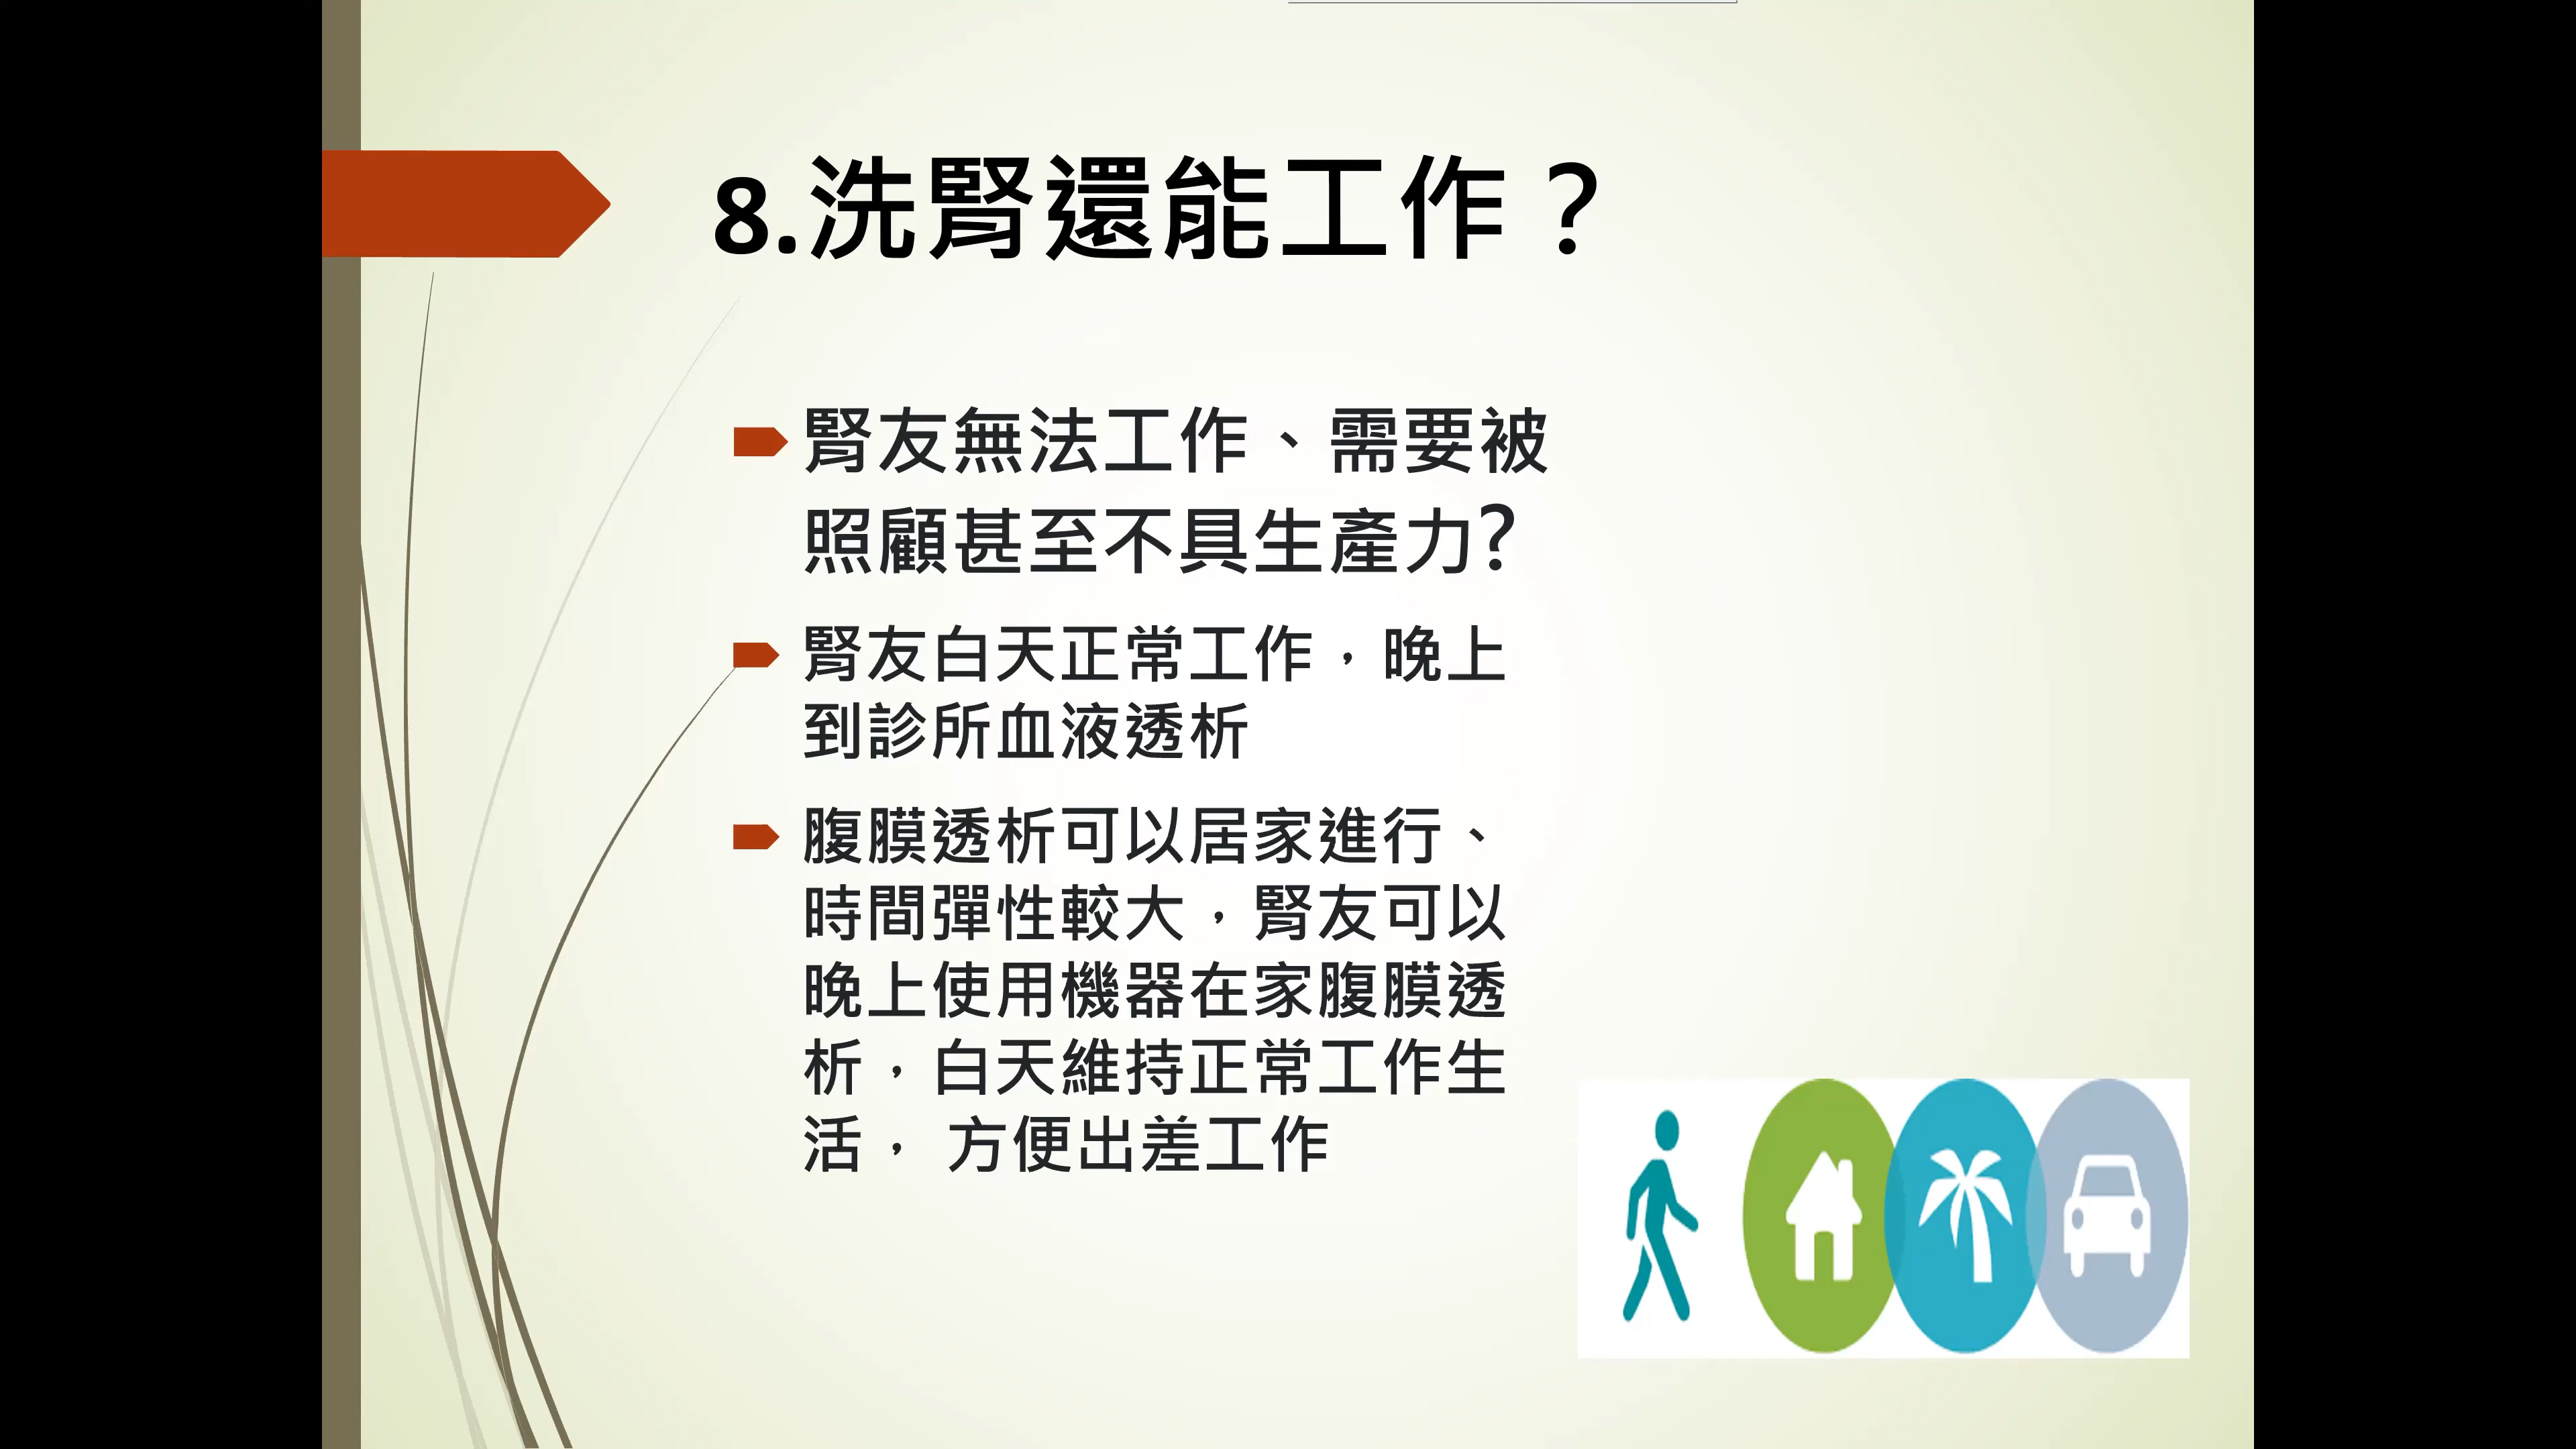 8.洗腎還能工作？
腎友無法工作、需要被
照顧甚至不具生產力?
腎友白天正常工作，晚上
到診所血液透析
腹膜透析可以居家進行、
時間彈性較大，腎友可以
晚上使用機器在家腹膜透
析，白天維持正常工作生
活， 方便出差工作